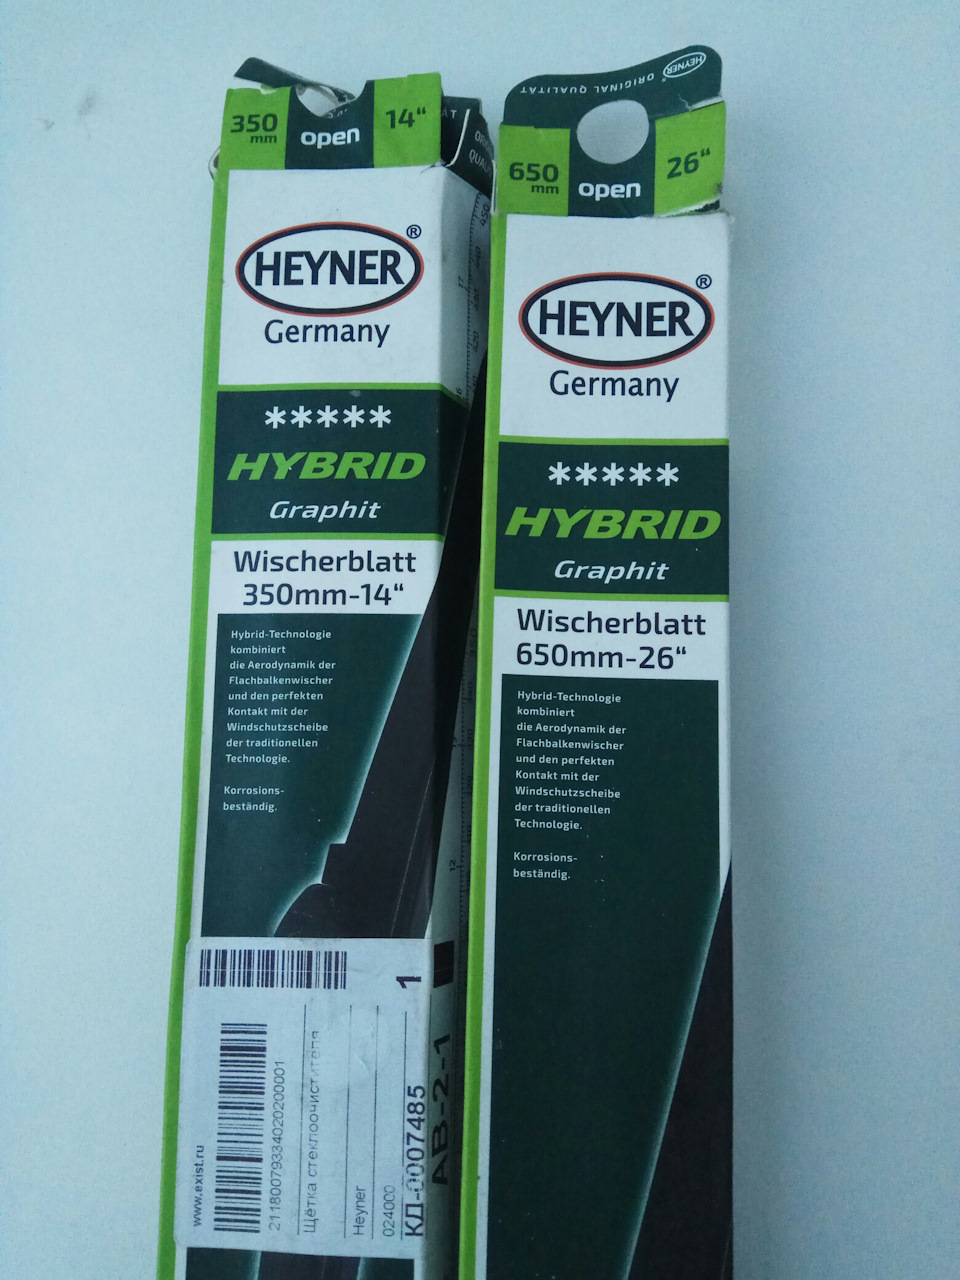 350 mm
open
14“
HEYNER®
Germany
*****
HYBRID
Graphit
Wischerblatt
350mm-14“
Hybrid-Technologie
kombiniert
die Aerodynamik der
Flachbalkenwischer
und den perfekten
Kontakt mit der
Windschutzscheibe
der traditionellen
Technologie.
Korrosions-
beständig.
1
www.exist.ru
2118007933402020001
Щётка стеклоочистителя
Heyner
024000
КД-0007485
АВ-2-1
HEYNER
ORIGINAL QUALITÄT
650 mm
open
26“
HEYNER®
Germany
*****
HYBRID
Graphit
Wischerblatt
650mm-26“
Hybrid-Technologie
kombiniert
die Aerodynamik der
Flachbalkenwischer
und den perfekten
Kontakt mit der
Windschutzscheibe
der traditionellen
Technologie.
Korrosions-
beständig.